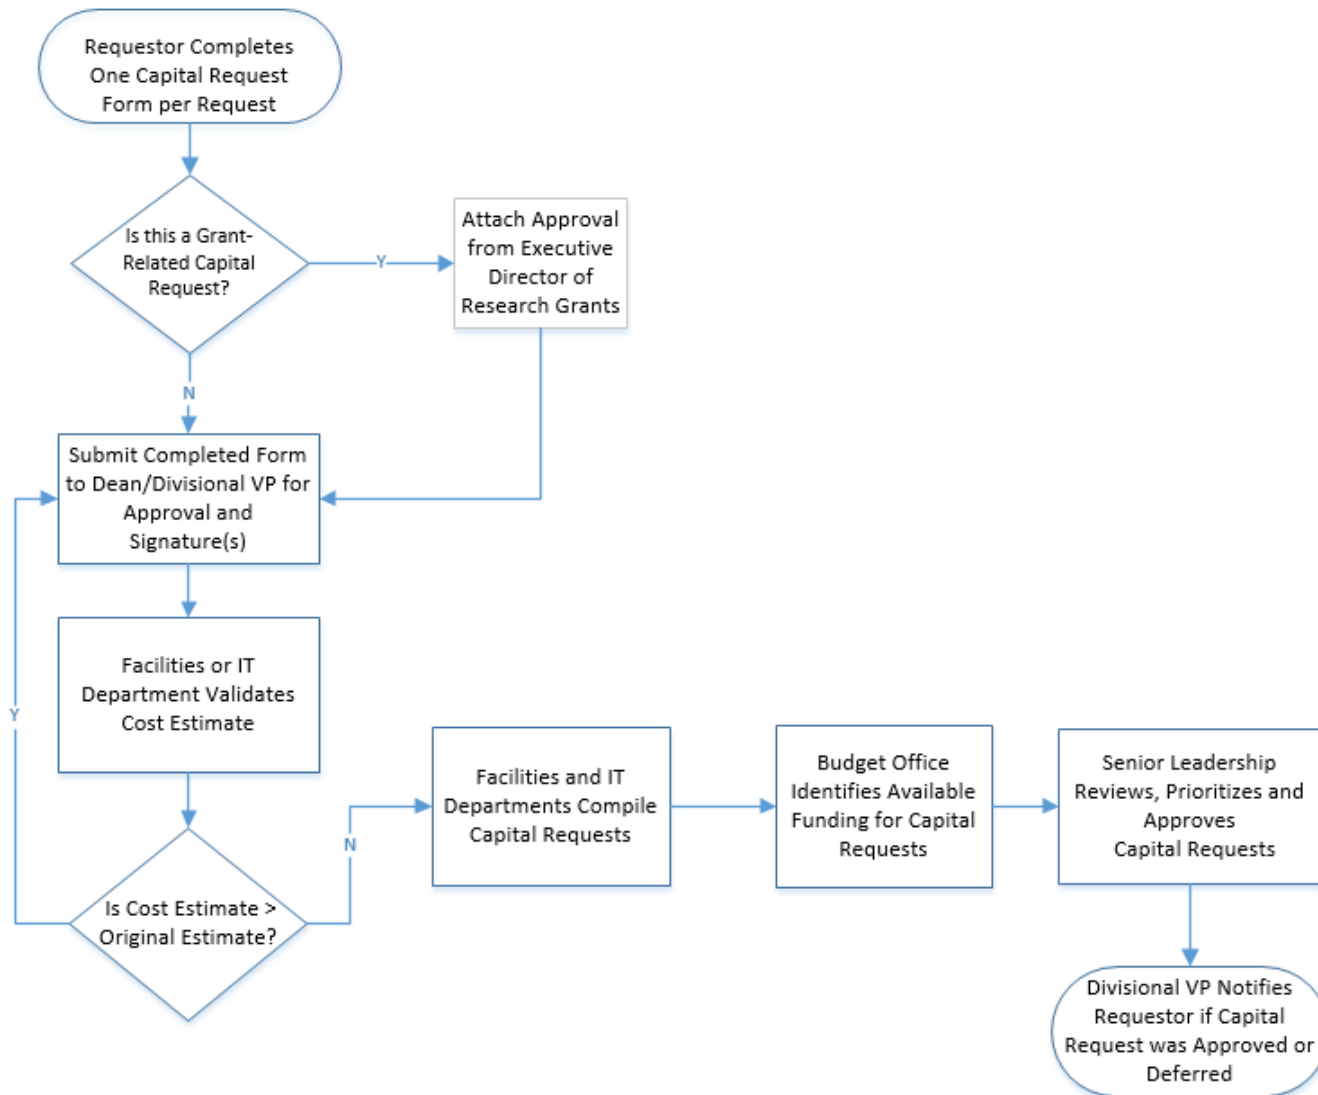 Requestor Completes
One Capital Request
Form per Request
Is this a Grant-
Related Capital
Request?
Y
Attach Approval
from Executive
Director of
Research Grants
N
Submit Completed Form
to Dean/Divisional VP for
Approval and
Signature(s)
Facilities or IT
Department Validates
Cost Estimate
Y
Is Cost Estimate >
Original Estimate?
N
Facilities and IT
Departments Compile
Capital Requests
Budget Office
Identifies Available
Funding for Capital
Requests
Senior Leadership
Reviews, Prioritizes and
Approves
Capital Requests
Divisional VP Notifies
Requestor if Capital
Request was Approved or
Deferred